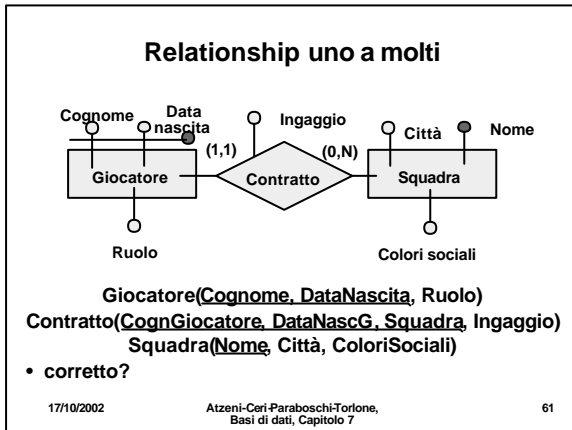 Relationship uno a molti
Cognome
Data
nascita
Ingaggio
Città
Nome
(1,1)
(0,N)
Giocatore
Contratto
Squadra
Ruolo
Colori sociali
Giocatore(Cognome, DataNascita, Ruolo)
Contratto(CognGiocatore, DataNascG, Squadra, Ingaggio)
Squadra(Nome, Città, ColoriSociali)
• corretto?
17/10/2002
Atzeni-Ceri-Paraboschi-Torlone,
Basi di dati, Capitolo 7
61